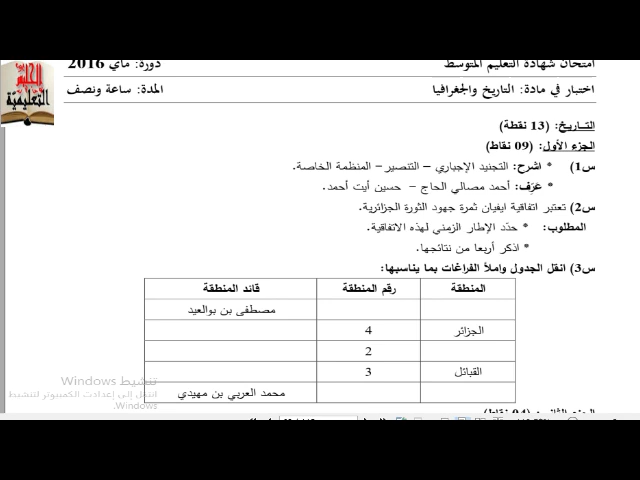 امتحان شهادة التعليم المتوسط
دورة: ماي 2016
اختبار في مادة: التاريخ والجغرافيا
المدة: ساعة ونصف
التعليمية
التـاريخ: (13 نقطة)
الجزء الأول: (09 نقاط)
س1) * اشرح: التجنيد الإجباري – التنصير – المنظمة الخاصة.
* عَرِّف: أحمد مصالي الحاج – حسين أيت أحمد.
س2) تعتبر اتفاقية ايفيان ثمرة جهود الثورة الجزائرية.
المطلوب: * حدّد الإطار الزمني لهذه الاتفاقية.
* اذكر أربعا من نتائجها.
س3) انقل الجدول واملأ الفراغات بما يناسبها:
المنطقة رقم المنطقة قائد المنطقة
مصطفى بن بوالعيد
الجزائر 4
2
القبائل 3
محمد العربي بن مهيدي
تنشيط Windows
انتقل إلى إعدادات الكمبيوتر لتنشيط
Windows.